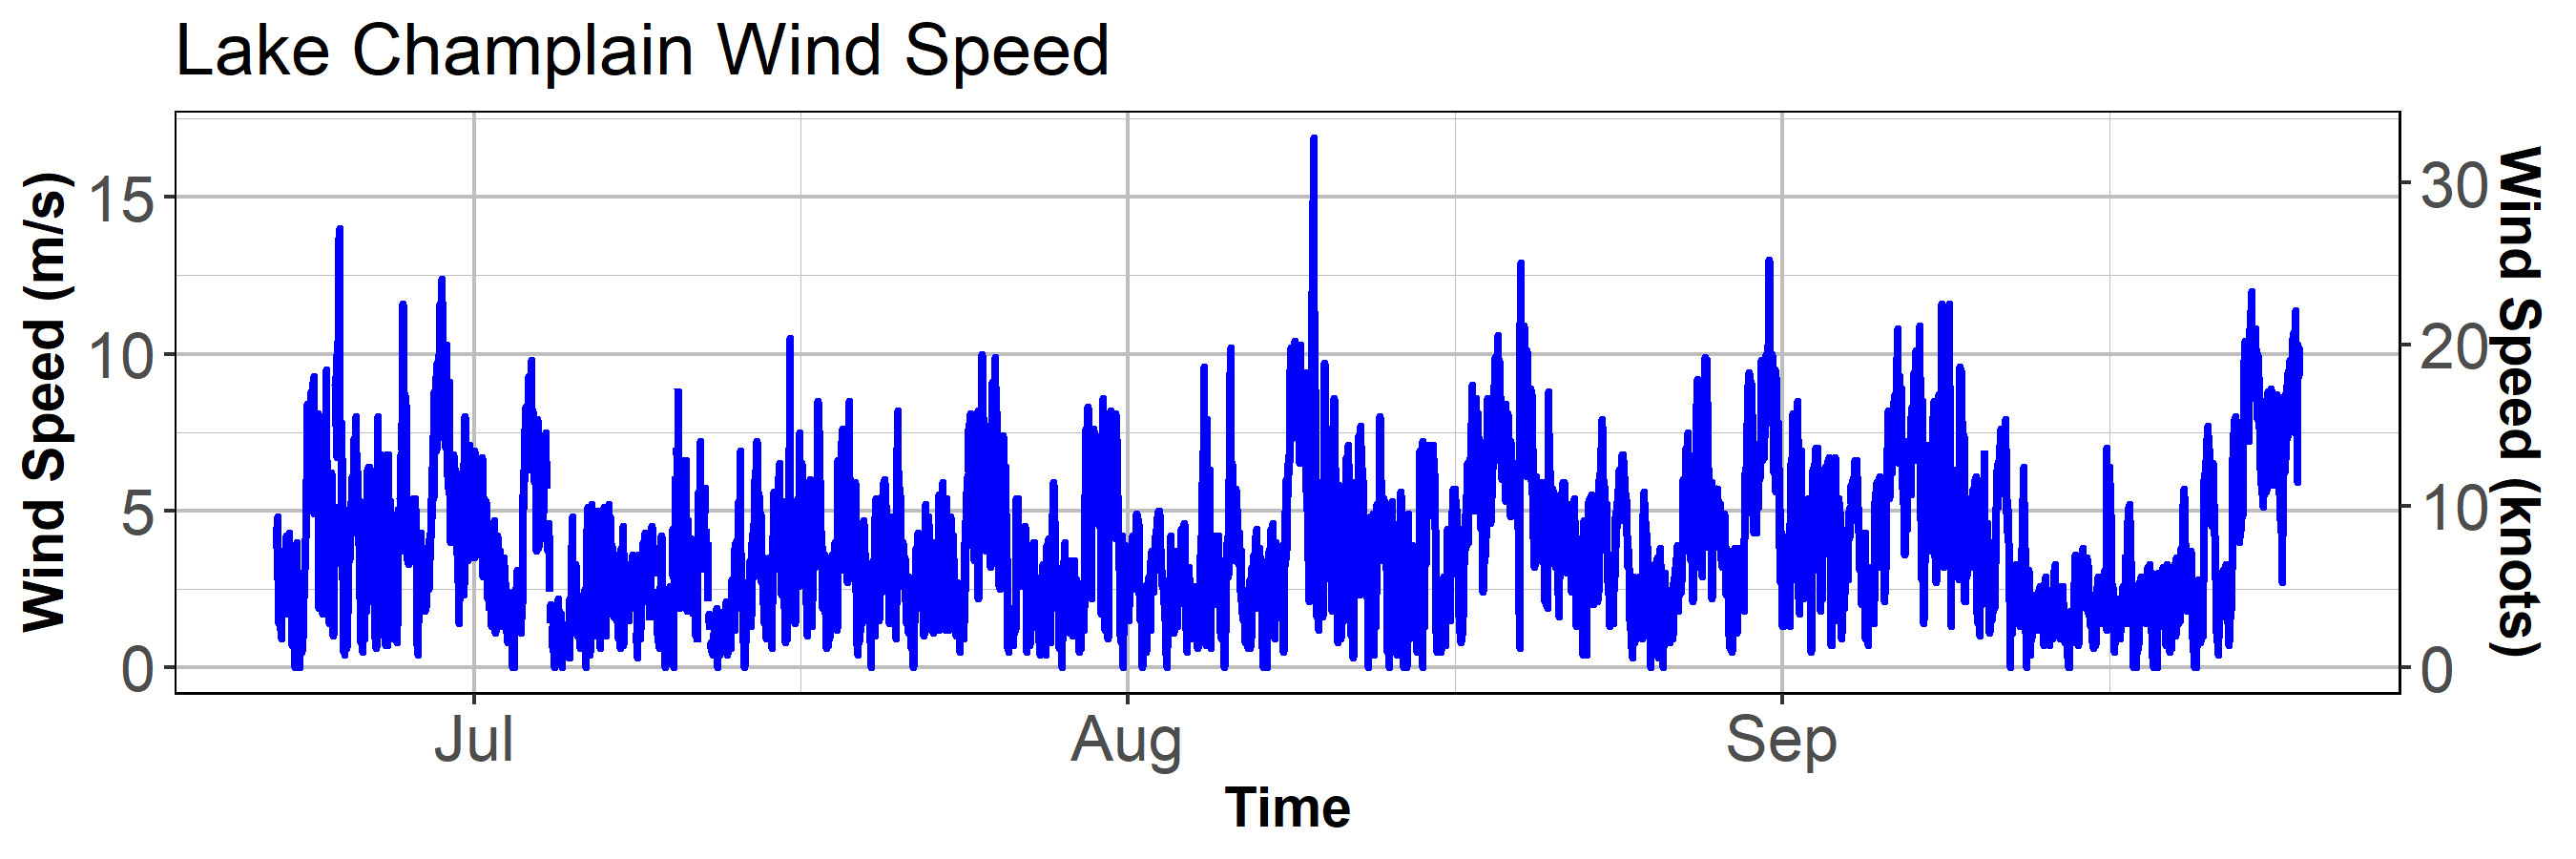 Lake Champlain Wind Speed
Wind Speed (m/s)
15
10
5
0
30
20
10
0
Wind Speed (knots)
Jul
Aug
Sep
Time